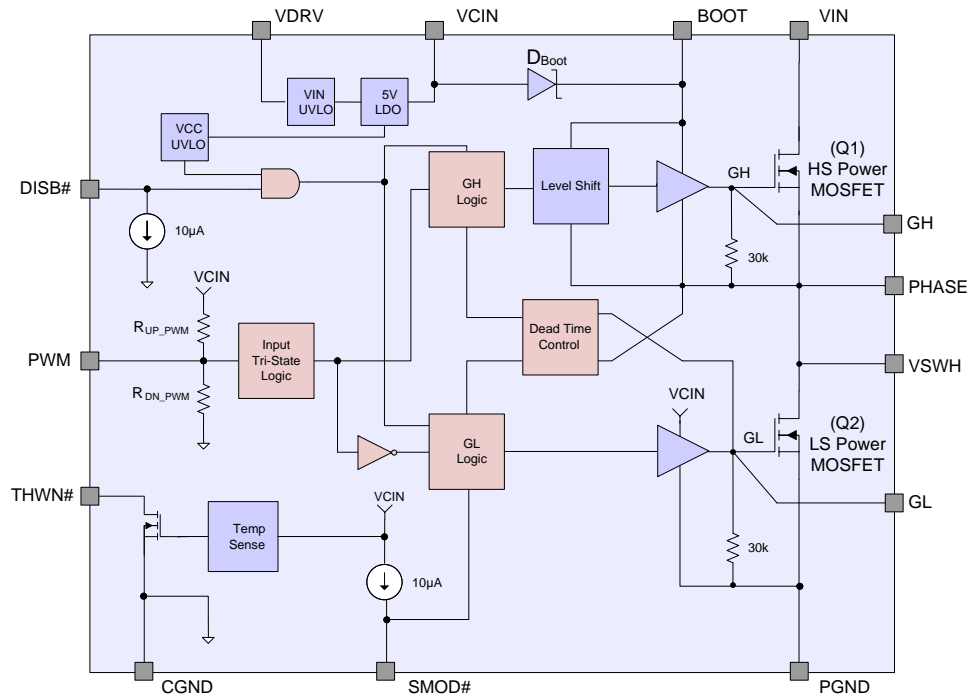 VDRV
VCIN
BOOT
VIN
DBoot
VIN
UVLO
5V
LDO
VCC
UVLO
(Q1)
HS Power
MOSFET
DISB#
GH
Logic
Level Shift
GH
GH
10µA
30k
VCIN
PHASE
RUP_PWM
Input
Tri-State
Logic
Dead Time
Control
PWM
VSWH
RDN_PWM
VCIN
GL
Logic
GL
(Q2)
LS Power
MOSFET
THWN#
VCIN
GL
Temp
Sense
10µA
30k
CGND
SMOD#
PGND